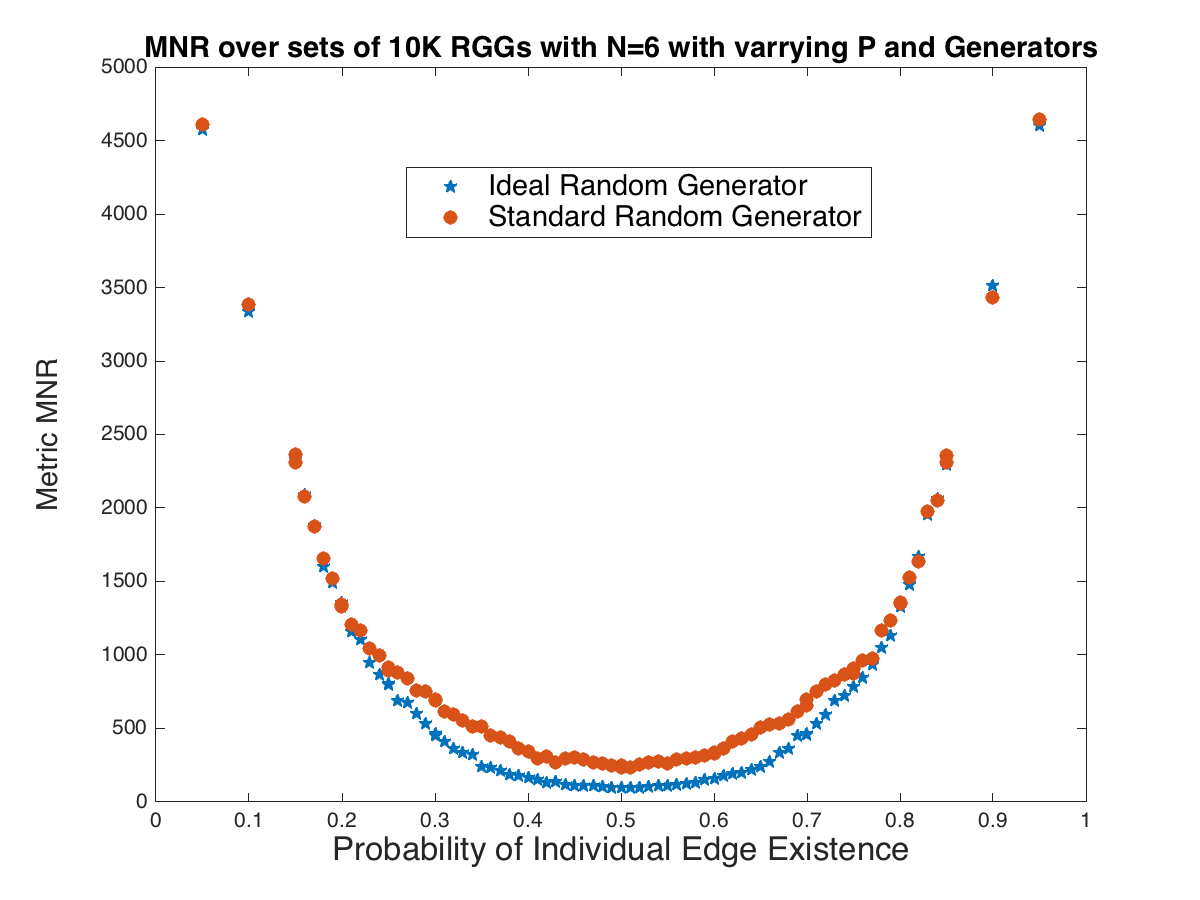 MNR over sets of 10K RGGs with N=6 with varrying P and Generators
5000
4500
4000
3500
3000
2500
2000
1500
1000
500
0
Metric MNR
Ideal Random Generator
Standard Random Generator
0 0.1 0.2 0.3 0.4 0.5 0.6 0.7 0.8 0.9 1
Probability of Individual Edge Existence